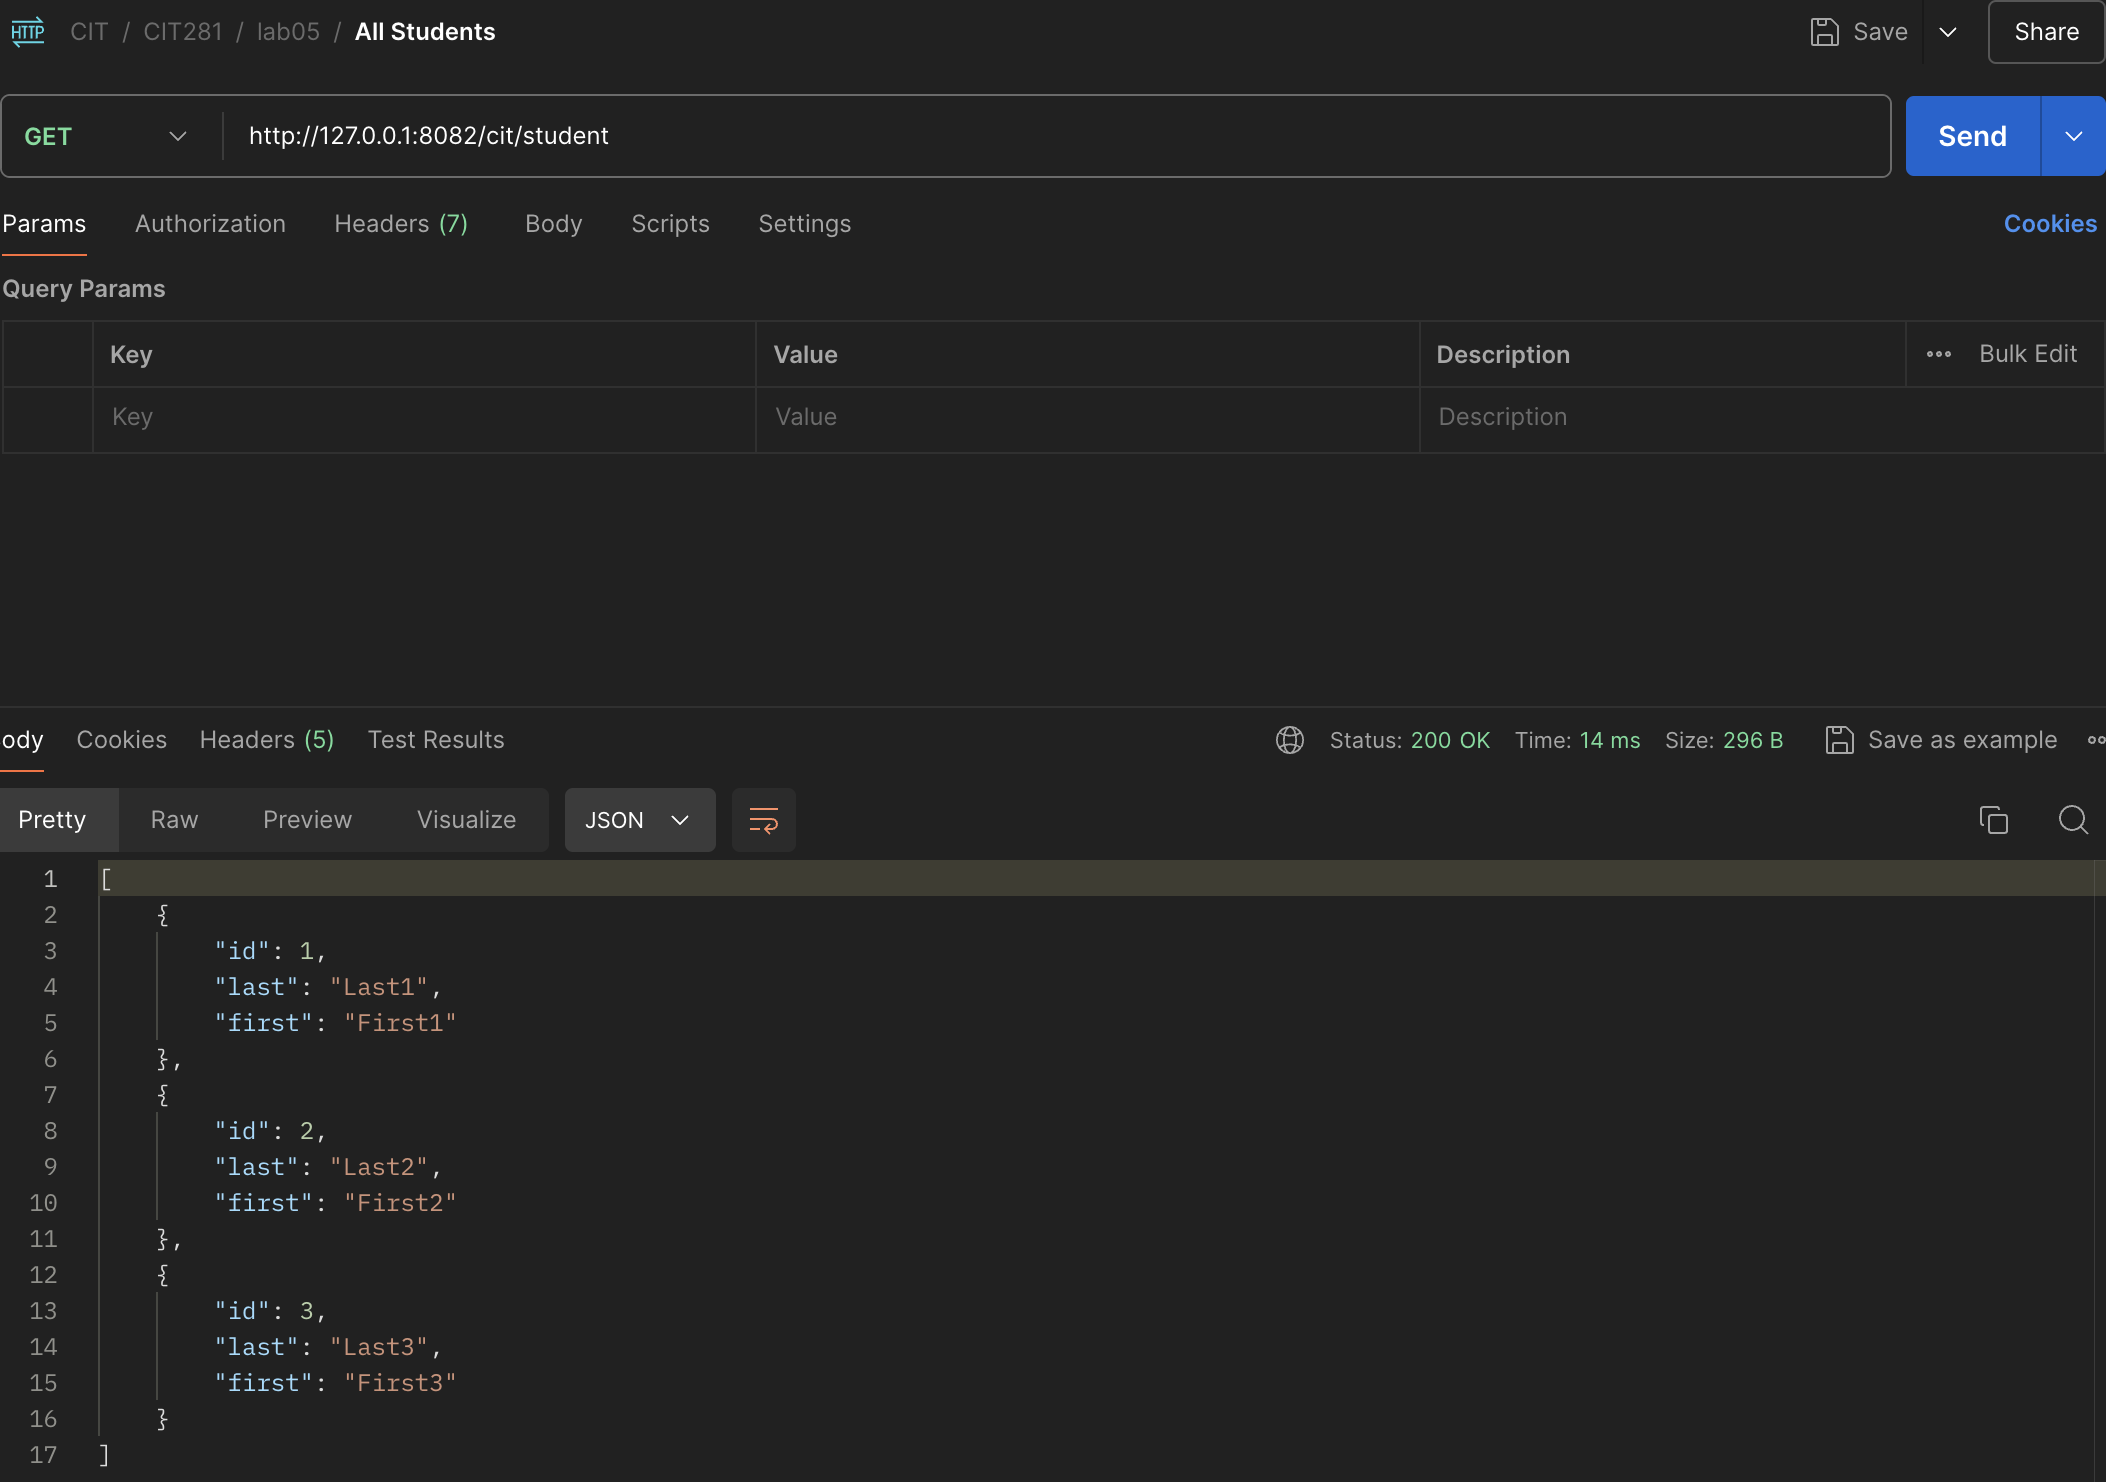 HTTP CIT / CIT281 / lab05 / All Students Save Share
GET http://127.0.0.1:8082/cit/student Send
Params Authorization Headers (7) Body Scripts Settings Cookies
Query Params
Key Value Description Bulk Edit
Key Value Description
ody Cookies Headers (5) Test Results Status: 200 OK Time: 14 ms Size: 296 B Save as example
Pretty Raw Preview Visualize JSON
1 [
2 {
3 "id": 1,
4 "last": "Last1",
5 "first": "First1"
6 },
7 {
8 "id": 2,
9 "last": "Last2",
10 "first": "First2"
11 },
12 {
13 "id": 3,
14 "last": "Last3",
15 "first": "First3"
16 }
17 ]